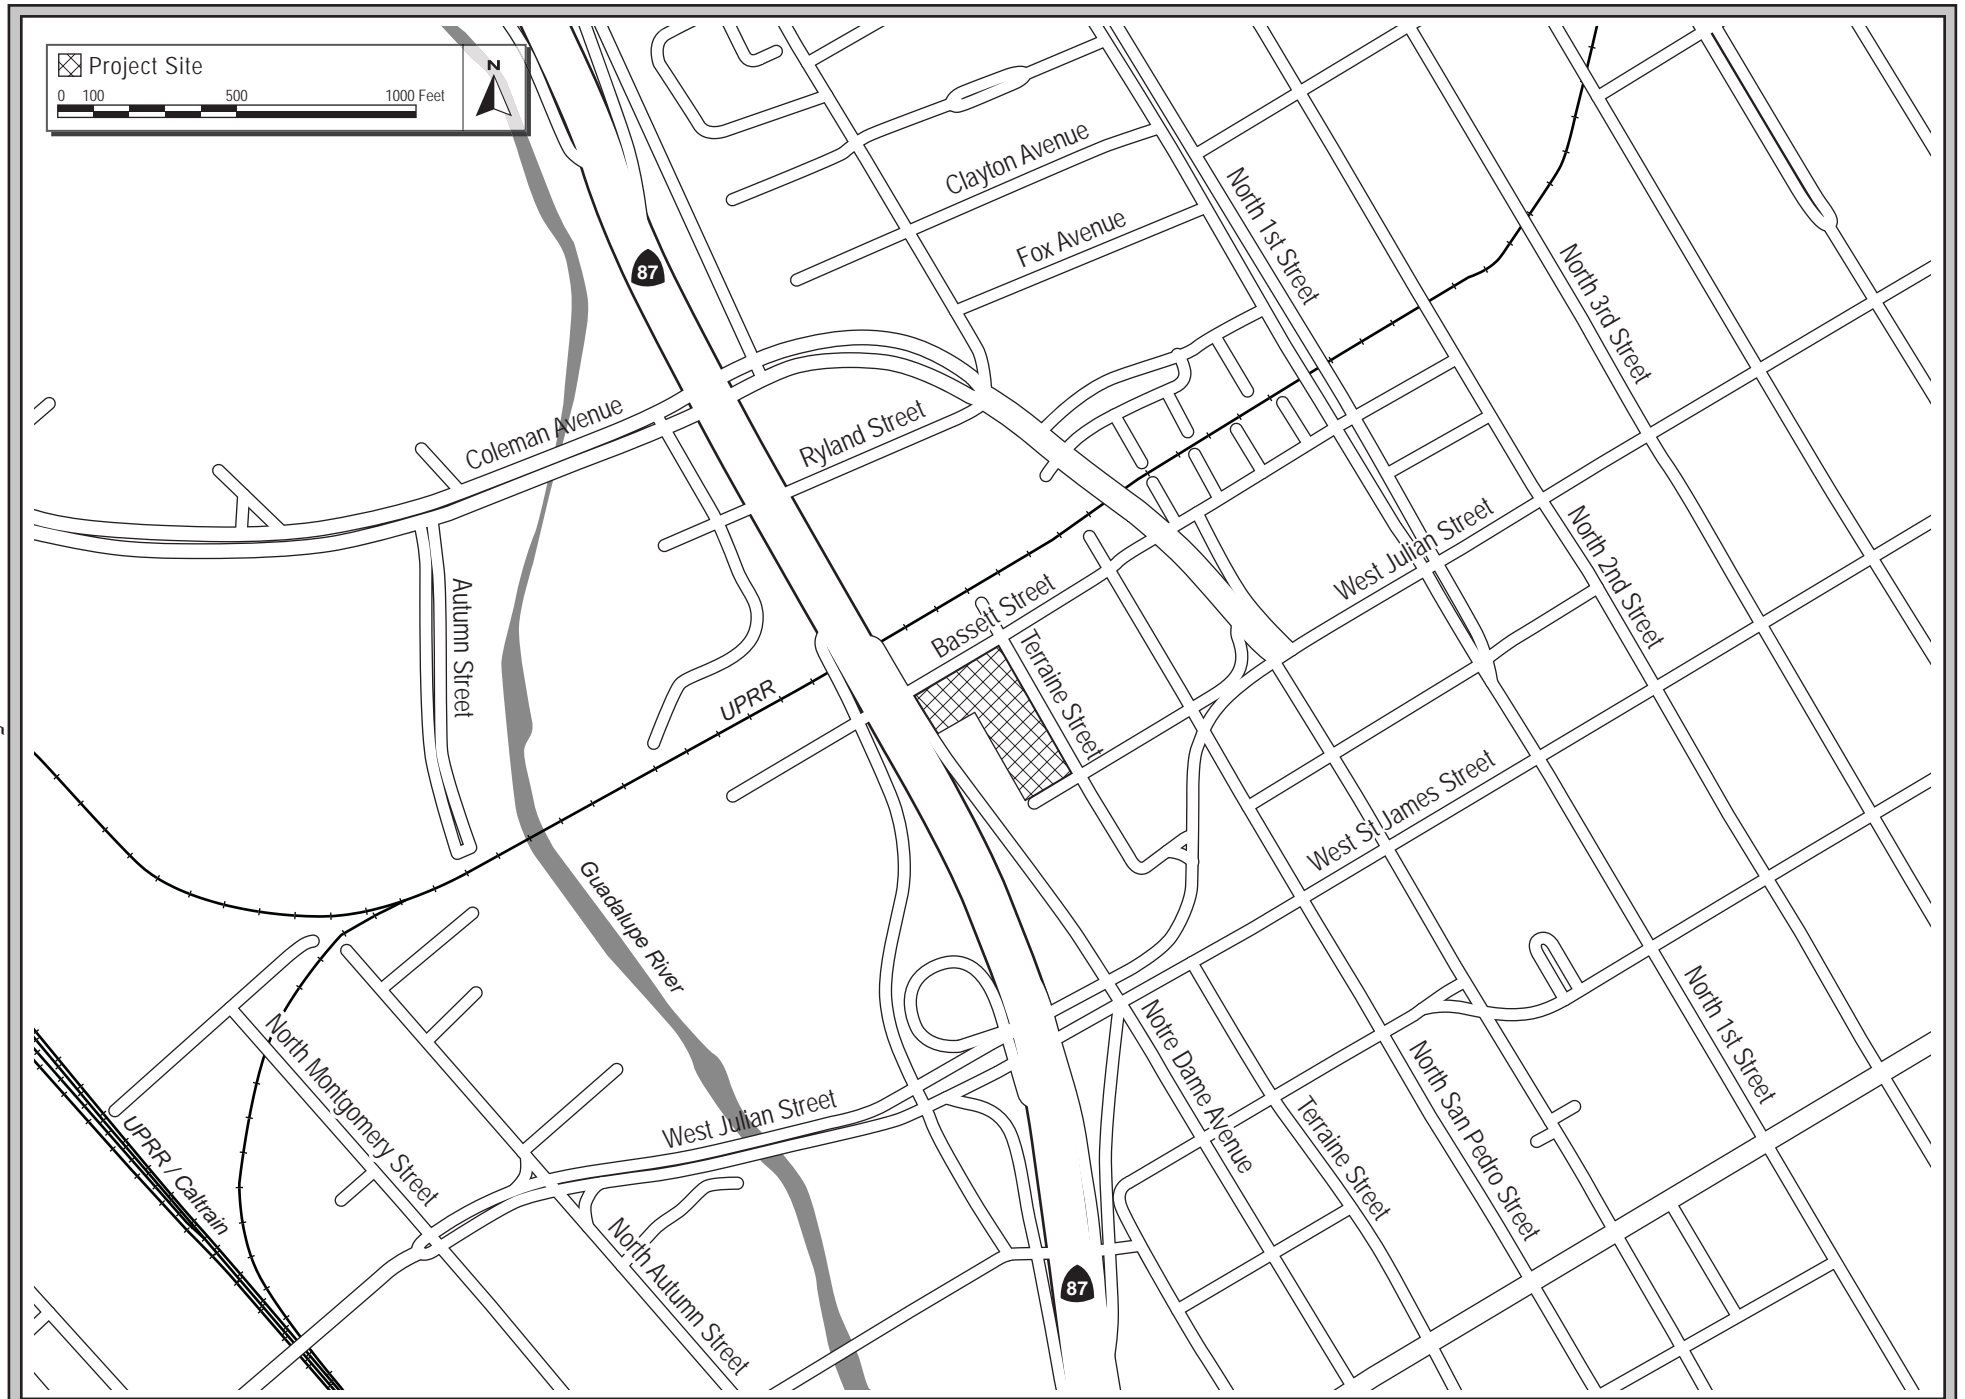 Project Site
0 100 500 1000 Feet
N
Clayton Avenue
North 1st Street
Fox Avenue
87
North 3rd Street
Coleman Avenue
Ryland Street
West Julian Street
North 2nd Street
Autumn Street
Bassett Street
Terraine Street
UPRR
West St James Street
Guadalupe River
North 1st Street
Notre Dame Avenue
North Montgomery Street
North San Pedro Street
West Julian Street
Terraine Street
UPRR / Caltrain
North Autumn Street
87